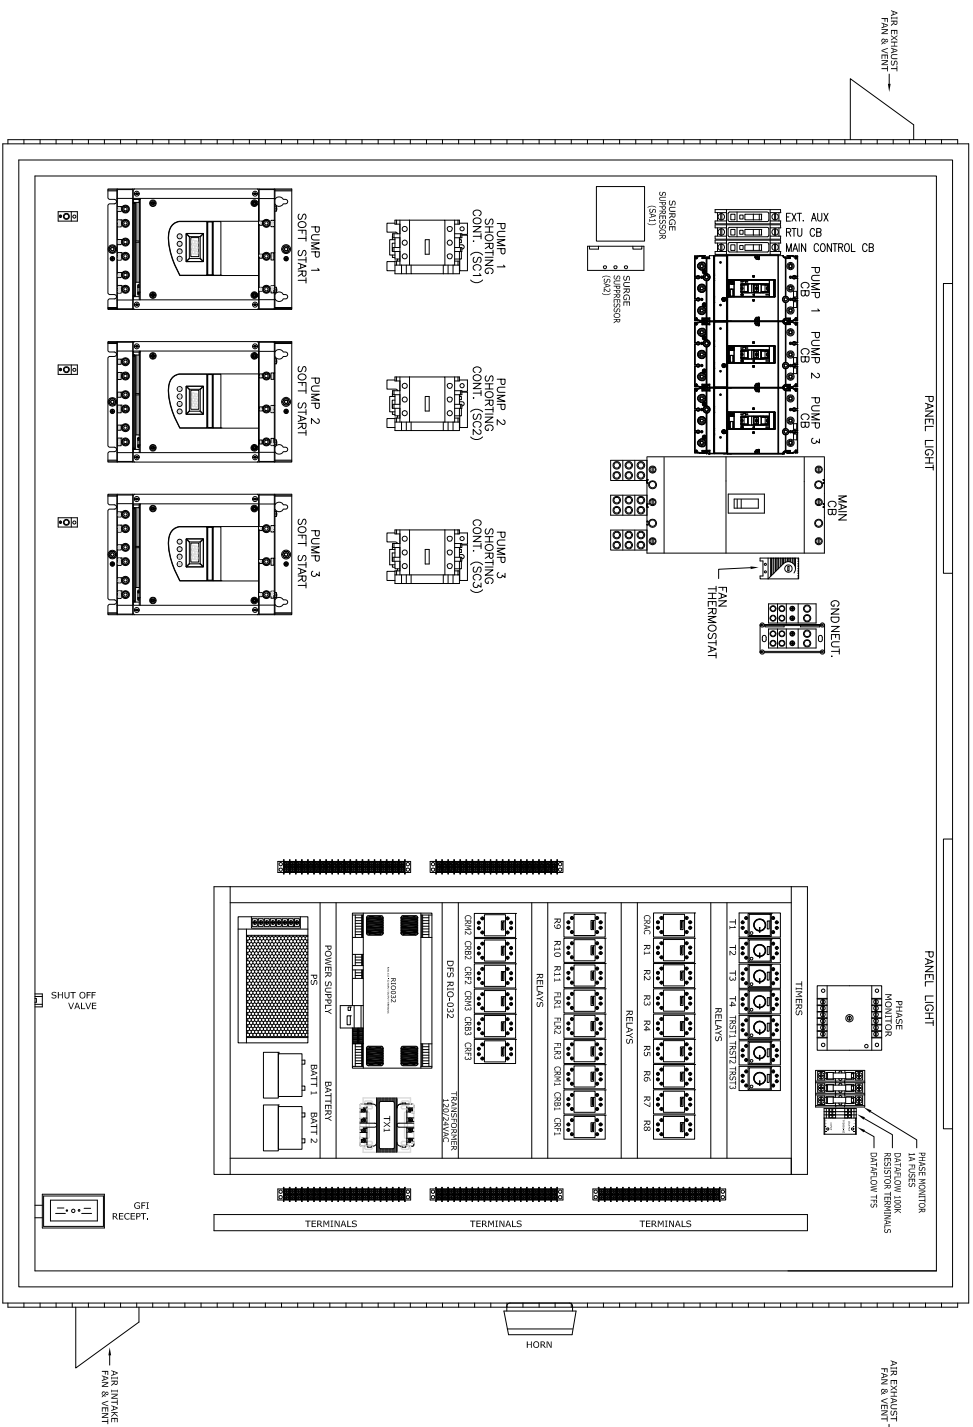 AIR EXHAUST
FAN & VENT
PANEL LIGHT
PANEL LIGHT
EXT. AUX
RTU CB
MAIN CONTROL CB
PUMP 1
CB
PUMP 2
CB
PUMP 3
CB
MAIN
CB
SURGE
SUPPRESSOR
(SA1)
SURGE
SUPPRESSOR
(SA2)
FAN
THERMOSTAT
GND
NEUT.
PUMP 1
SHORTING
CONT. (SC1)
PUMP 2
SHORTING
CONT. (SC2)
PUMP 3
SHORTING
CONT. (SC3)
PUMP 1
SOFT START
PUMP 2
SOFT START
PUMP 3
SOFT START
PHASE
MONITOR
PHASE MONITOR
1A FUSES
DATAFLOW 100K
RESISTOR TERMINALS
DATAFLOW TFS
TIMERS
T1
T2
T3
T4
TRST1
TRST2
TRST3
RELAYS
CRAC
R1
R2
R3
R4
R5
R6
R7
R8
RELAYS
R9
R10
R11
FLR1
FLR2
FLR3
CRM1
CRB1
CRF1
RELAYS
CRM2
CRB2
CRF2
CRM3
CRB3
CRF3
DFS RIO-032
TRANSFORMER
120/24VAC
RIO032
TX1
POWER SUPPLY
BATTERY
PS
BATT 1
BATT 2
TERMINALS
TERMINALS
TERMINALS
SHUT OFF
VALVE
GFI
RECEPT.
HORN
AIR INTAKE
FAN & VENT
AIR EXHAUST
FAN & VENT